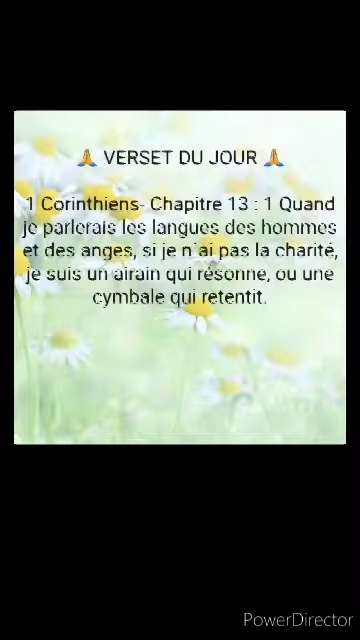 🙏 VERSET DU JOUR 🙏
1 Corinthiens- Chapitre 13 : 1 Quand
je parlerais les langues des hommes
et des anges, si je n'ai pas la charité,
je suis un airain qui résonne, ou une
cymbale qui retentit.
PowerDirector